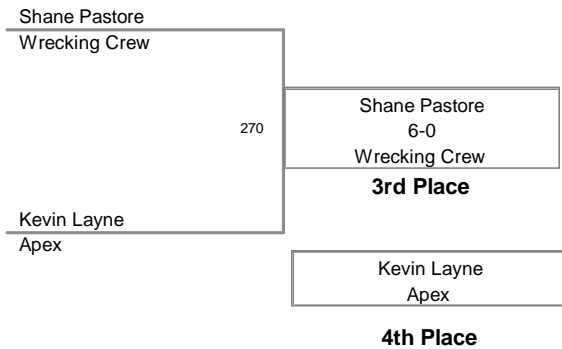 Shane Pastore
Wrecking Crew
270
Shane Pastore
6-0
Wrecking Crew
3rd Place
Kevin Layne
Apex
Kevin Layne
Apex
4th Place